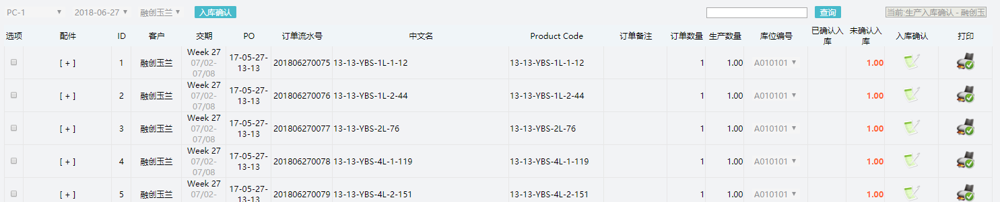 PC-1 2018-06-27 融创玉兰 入库确认 查询 当前:生产入库确认 - 融创玉
选项 配件 ID 客户 交期 PO 订单流水号 中文名 Product Code 订单备注 订单数量 生产数量 库位编号 已确认入库 未确认入库 入库确认 打印
[ + ] 1 融创玉兰 Week 27 07/02-07/08 17-05-27-13-13 201806270075 13-13-YBS-1L-1-12 13-13-YBS-1L-1-12 1 1.00 A010101 1.00
[ + ] 2 融创玉兰 Week 27 07/02-07/08 17-05-27-13-13 201806270076 13-13-YBS-1L-2-44 13-13-YBS-1L-2-44 1 1.00 A010101 1.00
[ + ] 3 融创玉兰 Week 27 07/02-07/08 17-05-27-13-13 201806270077 13-13-YBS-2L-76 13-13-YBS-2L-76 1 1.00 A010101 1.00
[ + ] 4 融创玉兰 Week 27 07/02-07/08 17-05-27-13-13 201806270078 13-13-YBS-4L-1-119 13-13-YBS-4L-1-119 1 1.00 A010101 1.00
[ + ] 5 融创玉兰 Week 27 07/02- 17-05-27-13-13 201806270079 13-13-YBS-4L-2-151 13-13-YBS-4L-2-151 1 1.00 A010101 1.00